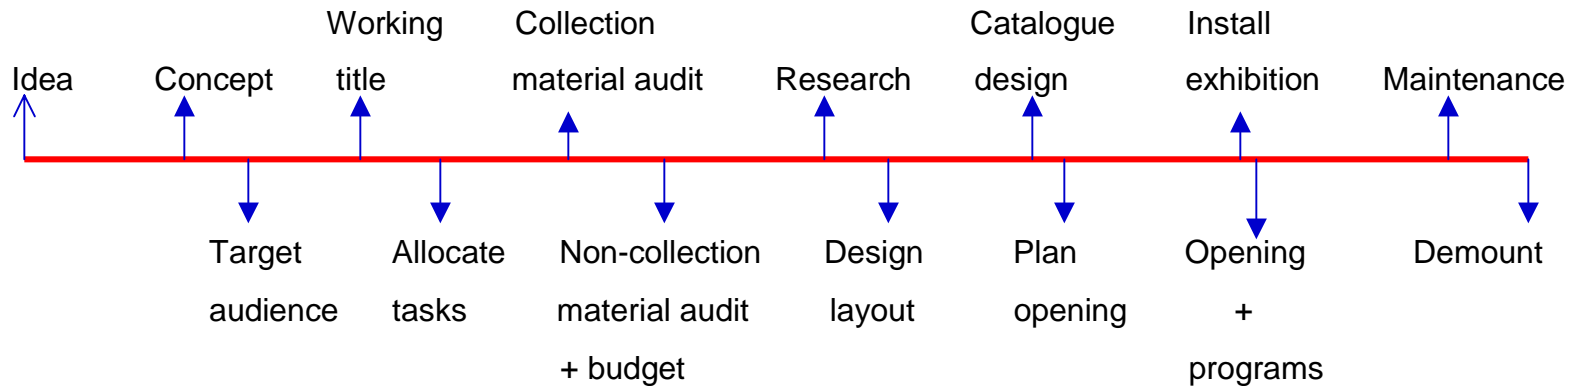 Working Collection Catalogue Install
Idea Concept title material audit Research design exhibition Maintenance
Target Allocate Non-collection Design Plan Opening Demount
audience tasks material audit layout opening +
+ budget programs